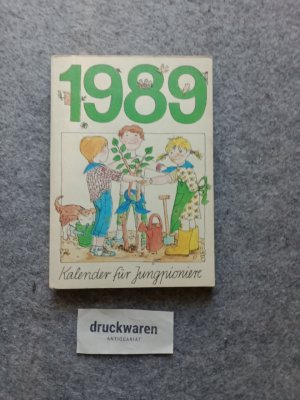 1989
Kalender für Jungpioniere
druckwaren
ANTIQUARIAT